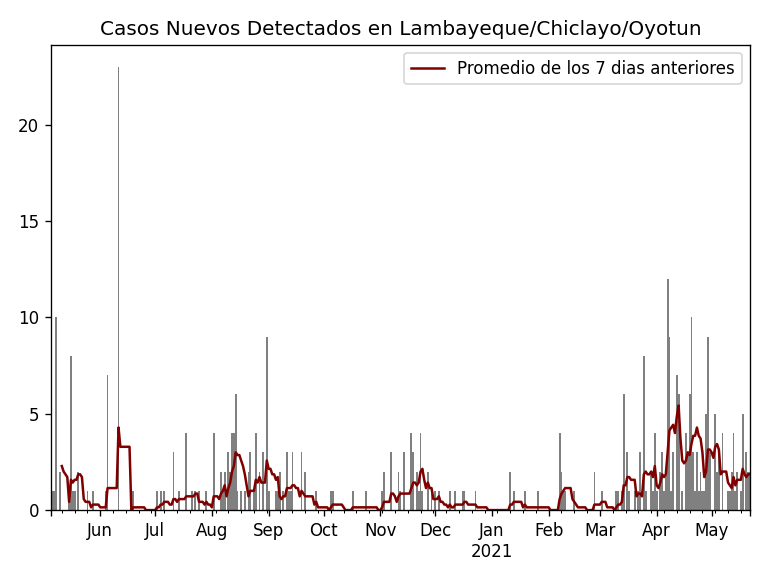 Casos Nuevos Detectados en Lambayeque/Chiclayo/Oyotun
Promedio de los 7 dias anteriores
20
15
10
5
0
Jun Jul Aug Sep Oct Nov Dec Jan Feb Mar Apr May
2021